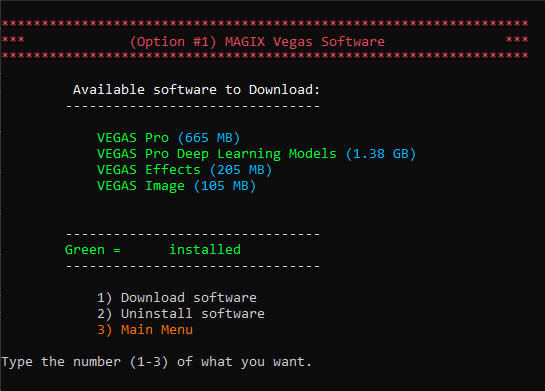 ******************************************************************
***             (Option #1) MAGIX Vegas Software               ***
******************************************************************
Available software to Download:
--------------------------------
VEGAS Pro (665 MB)
VEGAS Pro Deep Learning Models (1.38 GB)
VEGAS Effects (205 MB)
VEGAS Image (105 MB)
--------------------------------
Green =      installed
--------------------------------
1) Download software
2) Uninstall software
3) Main Menu
Type the number (1-3) of what you want.